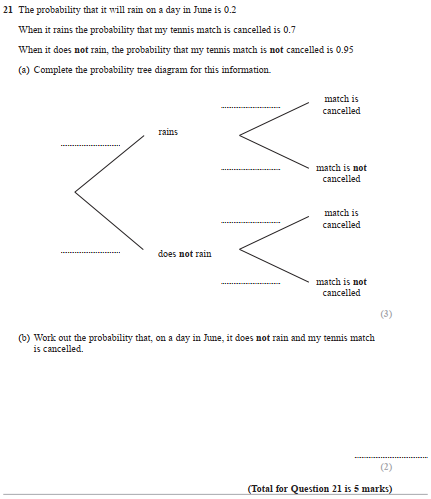 21 The probability that it will rain on a day in June is 0.2
When it rains the probability that my tennis match is cancelled is 0.7
When it does not rain, the probability that my tennis match is not cancelled is 0.95
(a) Complete the probability tree diagram for this information.
match is
cancelled
rains
match is not
cancelled
match is
cancelled
does not rain
match is not
cancelled
(3)
(b) Work out the probability that, on a day in June, it does not rain and my tennis match
is cancelled.
(2)
(Total for Question 21 is 5 marks)